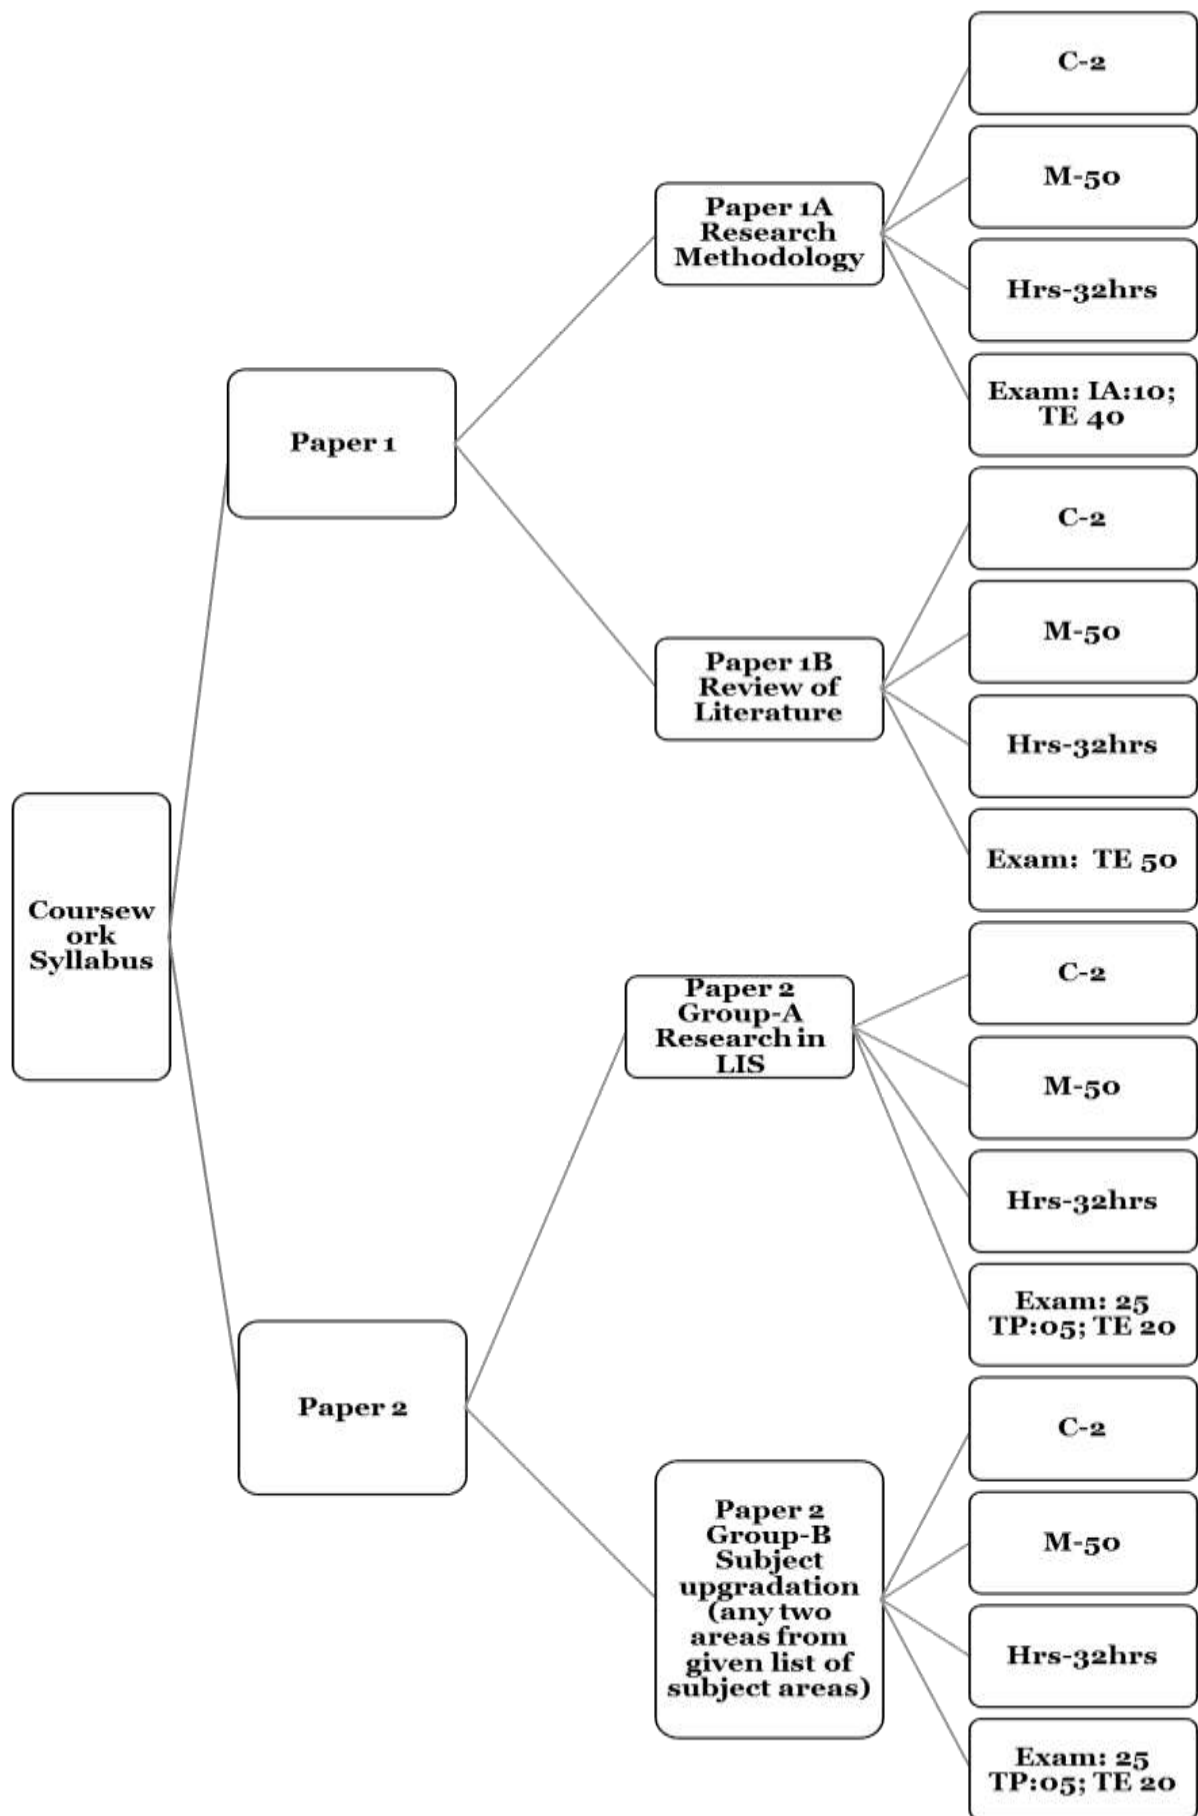 Coursew
ork
Syllabus
Paper 1
Paper 1A
Research
Methodology
C-2
M-50
Hrs-32hrs
Exam: IA:10;
TE 40
Paper 1B
Review of
Literature
C-2
M-50
Hrs-32hrs
Exam:  TE 50
Paper 2
Paper 2
Group-A
Research in
LIS
C-2
M-50
Hrs-32hrs
Exam: 25
TP:05; TE 20
Paper 2
Group-B
Subject
upgradation
(any two
areas from
given list of
subject areas)
C-2
M-50
Hrs-32hrs
Exam: 25
TP:05; TE 20